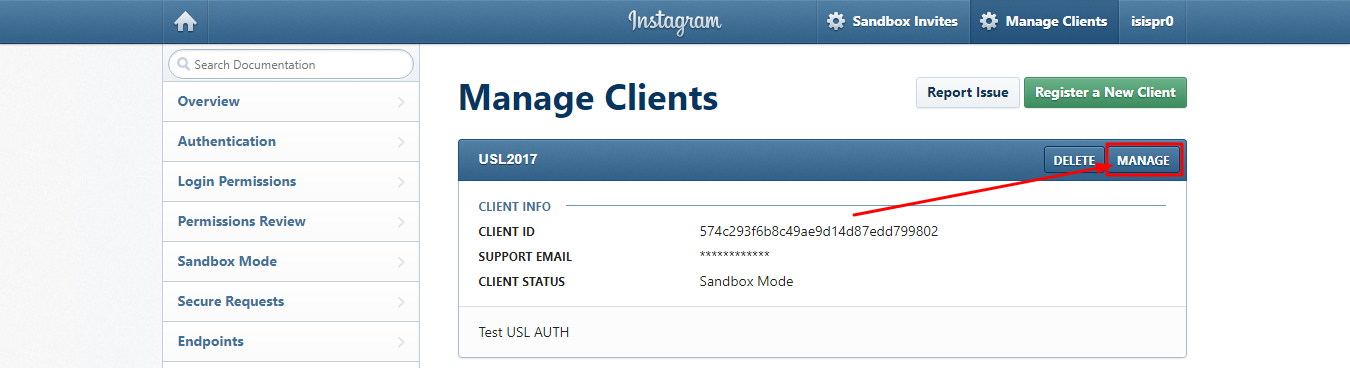 Instagram
Sandbox Invites
Manage Clients
isispr0
Search Documentation
Overview
Authentication
Login Permissions
Permissions Review
Sandbox Mode
Secure Requests
Endpoints
Manage Clients
Report Issue
Register a New Client
USL2017
DELETE
MANAGE
CLIENT INFO
CLIENT ID 574c293f6b8c49ae9d14d87edd799802
SUPPORT EMAIL ************
CLIENT STATUS Sandbox Mode
Test USL AUTH